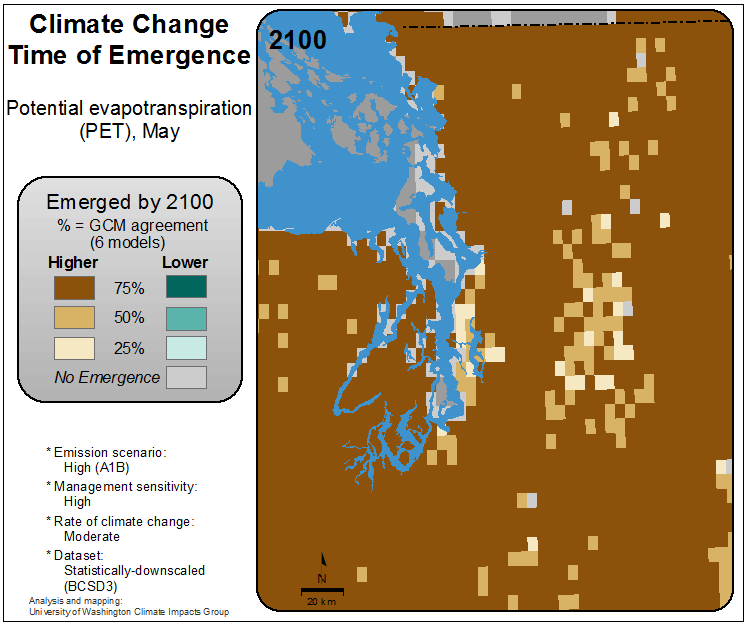 Climate Change
Time of Emergence
Potential evapotranspiration
(PET), May
Emerged by 2100
% = GCM agreement
(6 models)
Higher Lower
75%
50%
25%
No Emergence
* Emission scenario:
High (A1B)
* Management sensitivity:
High
* Rate of climate change:
Moderate
* Dataset:
Statistically-downscaled
(BCSD3)
Analysis and mapping:
University of Washington Climate Impacts Group
2100
N
20 km